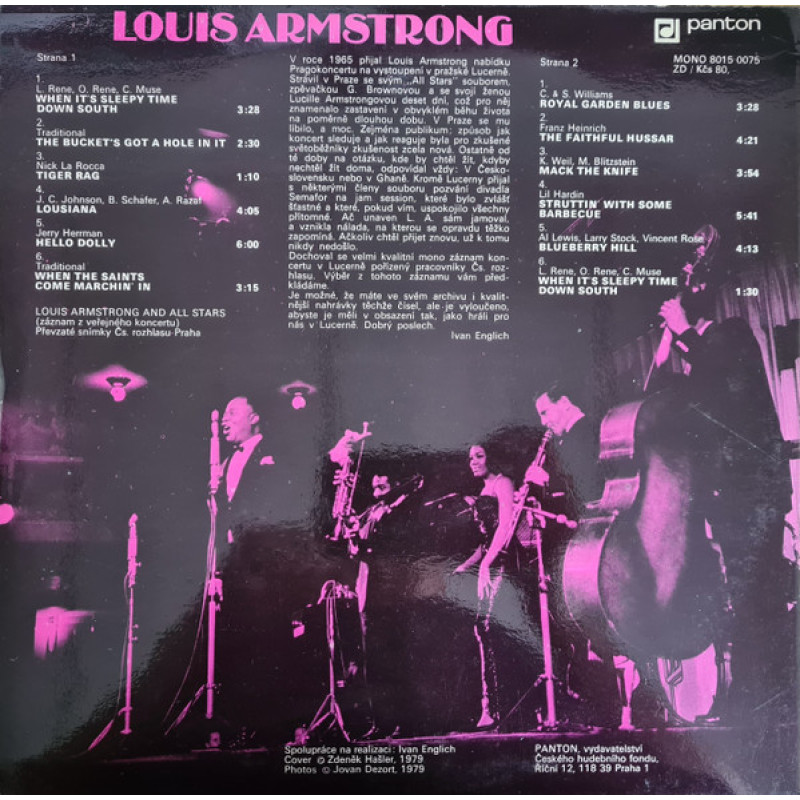 LOUIS ARMSTRONG
panton
MONO 8015 0075
ZD / Kčs 80,
Strana 1
1.
L. Rene, O. Rene, C. Muse
WHEN IT'S SLEEPY TIME
DOWN SOUTH 3:28
2.
Traditional
THE BUCKET'S GOT A HOLE IN IT 2:30
3.
Nick La Rocca
TIGER RAG 1:10
4.
J. C. Johnson, B. Schafer, A. Razaf
LOUSIANA 4:05
5.
Jerry Herrman
HELLO DOLLY 6:00
6.
Traditional
WHEN THE SAINTS
COME MARCHIN' IN 3:15
LOUIS ARMSTRONG AND ALL STARS
(záznam z veřejného koncertu)
Převzaté snímky Čs. rozhlasu-Praha
V roce 1965 přijal Louis Armstrong nabídku
Pragokoncertu na vystoupení v pražské Lucerně.
Strávil v Praze se svým „All Stars" souborem,
zpěvačkou G. Brownovou a se svojí ženou
Lucille Armstrongovou deset dní, což pro něj
znamenalo zastavení v obvyklém běhu života
na poměrně dlouhou dobu. V Praze se mu
líbilo, a moc. Zejména publikum; způsob jak
koncert sleduje a jak reaguje byla pro zkušené
světoběžníky zkušenost zcela nová. Ostatně od
té doby na otázku, kde by chtěl žít, kdyby
nechtěl žít doma, odpovídal vždy: V Česko-
slovensku nebo v Ghaně. Kromě Lucerny přijal
s některými členy souboru pozvání divadla
Semafor na jam session, které bylo zvlášť
šťastné a které, pokud vím, uspokojilo všechny
přítomné. Ač unaven L. A. sám jamoval,
a vznikla nálada, na kterou se opravdu těžko
zapomíná. Ačkoliv chtěl přijet znovu, už k tomu
nikdy nedošlo.
Dochoval se velmi kvalitní mono záznam kon-
certu v Lucerně pořízený pracovníky Čs. roz-
hlasu. Výběr z tohoto záznamu vám před-
kládáme.
Je možné, že máte ve svém archivu i kvalit-
nější nahrávky těchže čísel, ale je vyloučeno,
abyste je měli v obsazení tak, jako hráli pro
nás v Lucerně. Dobrý poslech.
Ivan Englich
Strana 2
1.
C. & S. Williams
ROYAL GARDEN BLUES 3:28
2.
Franz Heinrich
THE FAITHFUL HUSSAR 4:21
3.
K. Weil, M. Blitzstein
MACK THE KNIFE 3:54
4.
Lil Hardin
STRUTTIN' WITH SOME
BARBECUE 5:41
5.
Al Lewis, Larry Stock, Vincent Rose
BLUEBERRY HILL 4:13
6.
L. Rene, O. Rene, C. Muse
WHEN IT'S SLEEPY TIME
DOWN SOUTH 1:30
Spolupráce na realizaci: Ivan Englich
Cover © Zdeněk Hašler, 1979
Photos © Jovan Dezort, 1979
PANTON, vydavatelství
Českého hudebního fondu,
Říční 12, 118 39 Praha 1